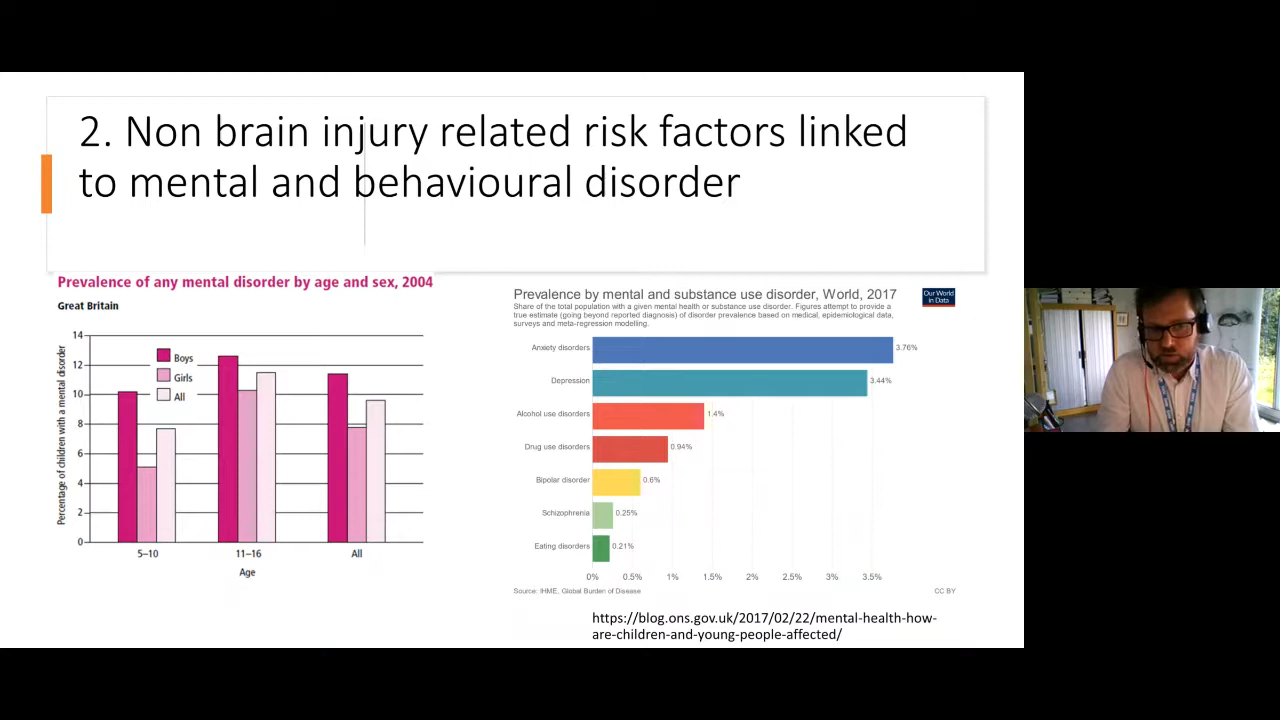 2. Non brain injury related risk factors linked
to mental and behavioural disorder
Prevalence of any mental disorder by age and sex, 2004
Great Britain
Percentage of children with a mental disorder
14
12
10
8
6
4
2
0
Boys
Girls
All
5–10
11–16
All
Age
Prevalence by mental and substance use disorder, World, 2017
Our World
in Data
Share of the total population with a given mental health or substance use disorder. Figures attempt to provide a
true estimate (going beyond reported diagnosis) of disorder prevalence based on medical, epidemiological data,
surveys and meta-regression modelling.
Anxiety disorders 3.76%
Depression 3.44%
Alcohol use disorders 1.4%
Drug use disorders 0.94%
Bipolar disorder 0.6%
Schizophrenia 0.25%
Eating disorders 0.21%
0% 0.5% 1% 1.5% 2% 2.5% 3% 3.5%
Source: IHME, Global Burden of Disease
CC BY
https://blog.ons.gov.uk/2017/02/22/mental-health-how-
are-children-and-young-people-affected/